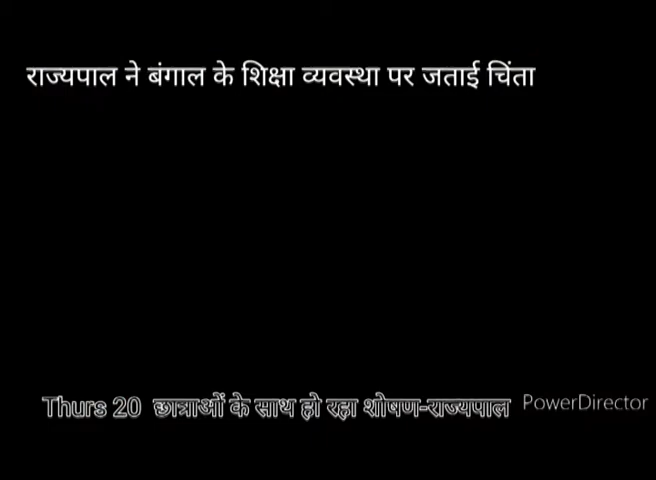 राज्यपाल ने बंगाल के शिक्षा व्यवस्था पर जताई चिंता
Thurs 20 छात्राओं के साथ हो रहा शोषण-राज्यपाल PowerDirector